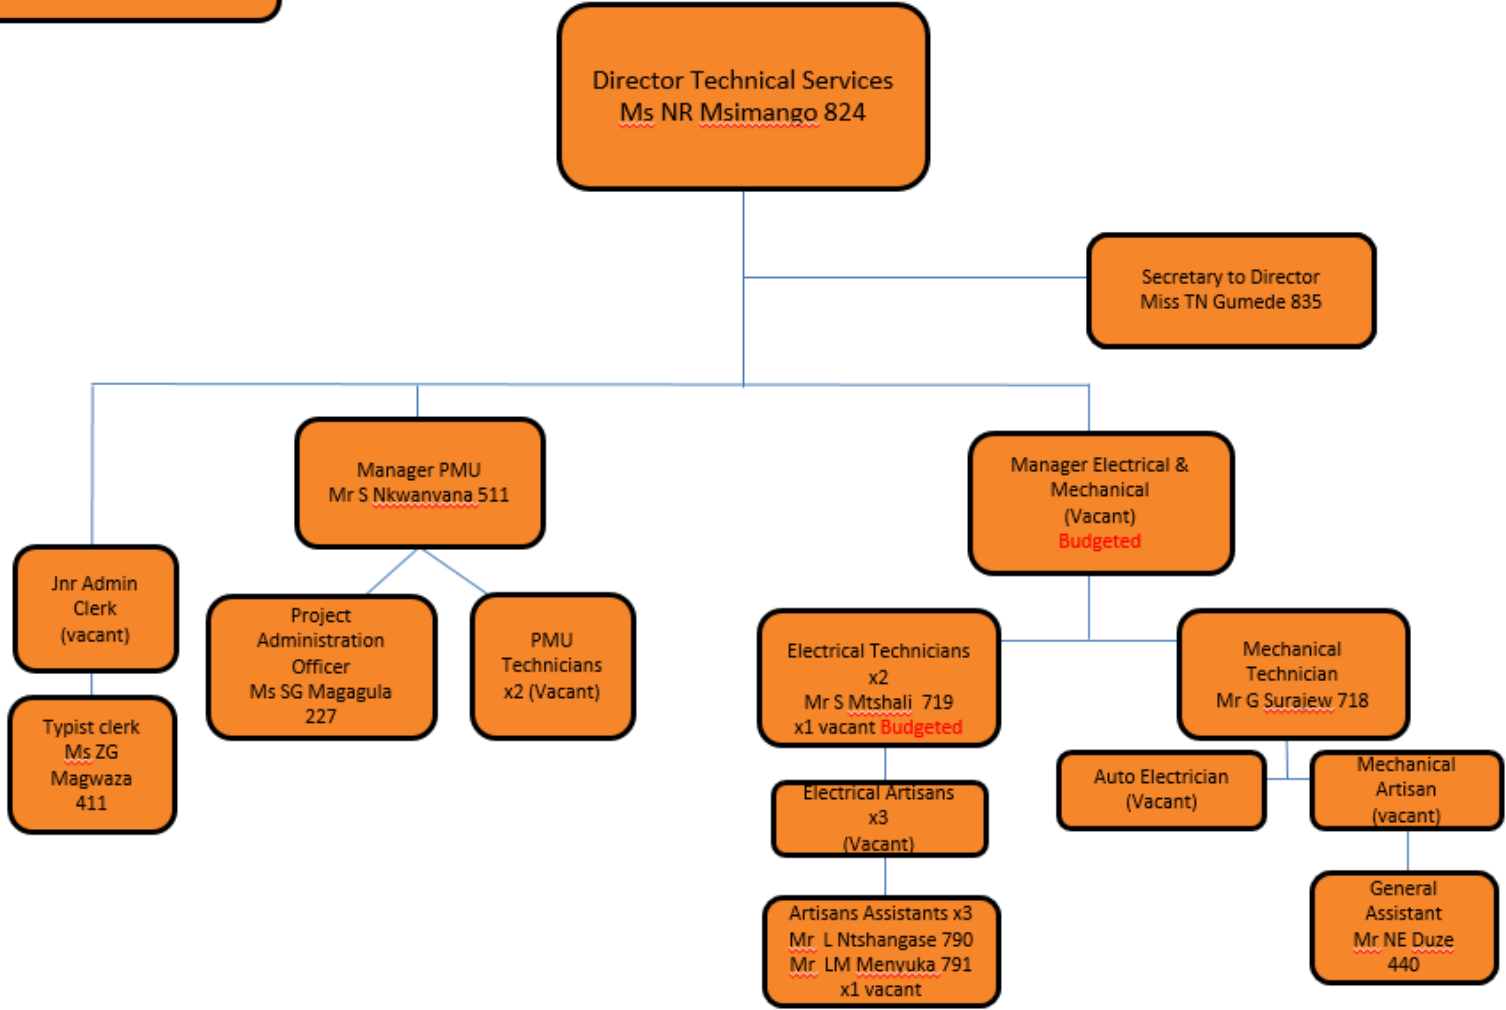 Director Technical Services
Ms NR Msimango 824
Secretary to Director
Miss TN Gumede 835
Manager PMU
Mr S Nkwanyana 511
Manager Electrical &
Mechanical
(Vacant)
Budgeted
Jnr Admin
Clerk
(vacant)
Typist clerk
Ms ZG
Magwaza
411
Project
Administration
Officer
Ms SG Magagula
227
PMU
Technicians
x2 (Vacant)
Electrical Technicians
x2
Mr S Mtshali 719
x1 vacant Budgeted
Electrical Artisans
x3
(Vacant)
Artisans Assistants x3
Mr L Ntshangase 790
Mr LM Menyuka 791
x1 vacant
Mechanical
Technician
Mr G Surajew 718
Auto Electrician
(Vacant)
Mechanical
Artisan
(vacant)
General
Assistant
Mr NE Duze
440